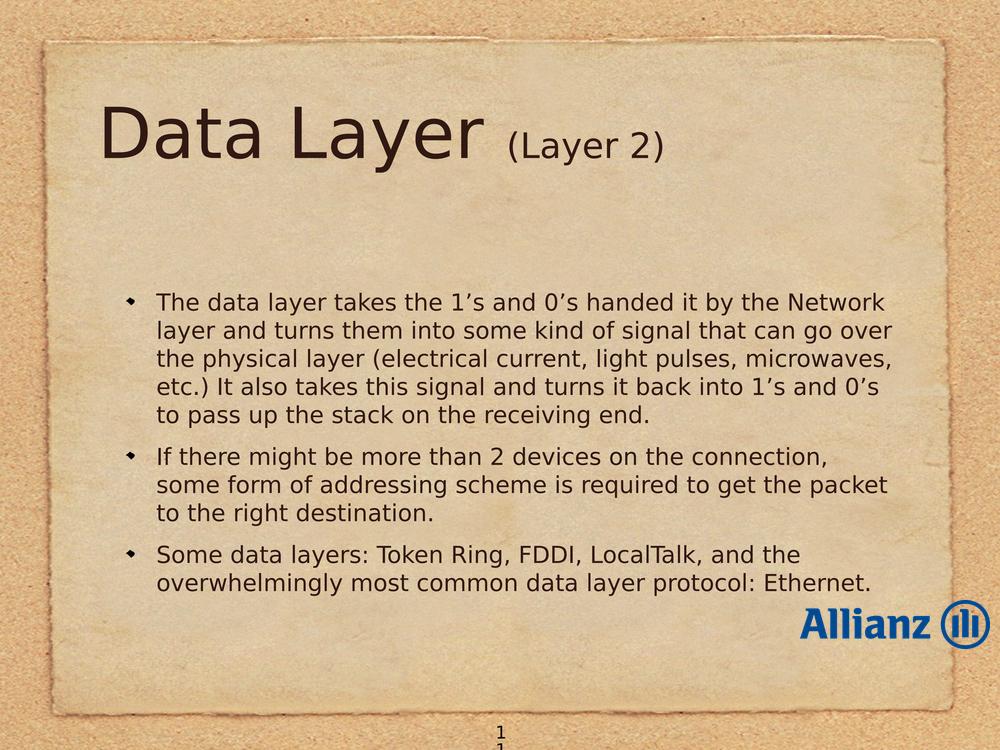 Data Layer (Layer 2)
The data layer takes the 1’s and 0’s handed it by the Network
layer and turns them into some kind of signal that can go over
the physical layer (electrical current, light pulses, microwaves,
etc.) It also takes this signal and turns it back into 1’s and 0’s
to pass up the stack on the receiving end.
If there might be more than 2 devices on the connection,
some form of addressing scheme is required to get the packet
to the right destination.
Some data layers: Token Ring, FDDI, LocalTalk, and the
overwhelmingly most common data layer protocol: Ethernet.
Allianz
1
1